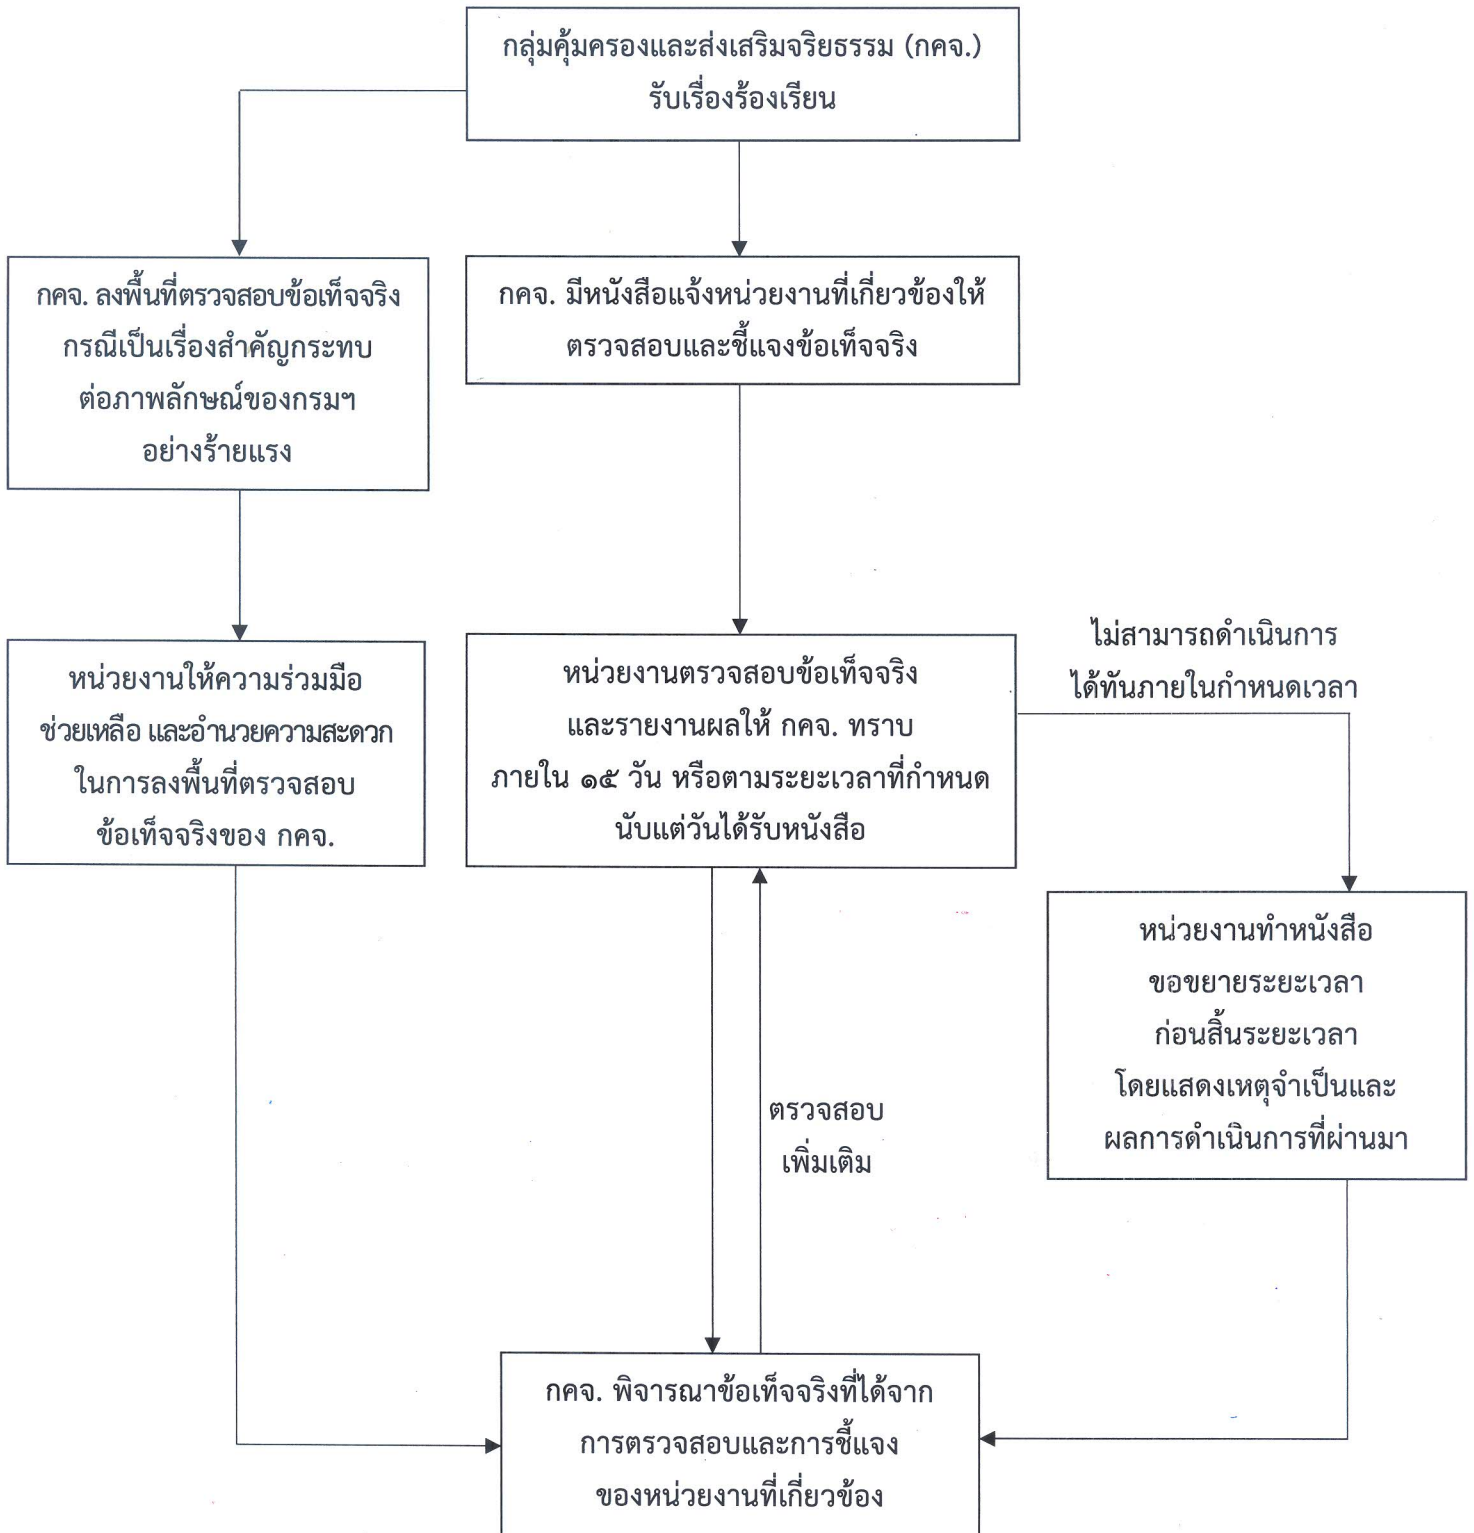 กลุ่มคุ้มครองและส่งเสริมจริยธรรม (กคจ.)
รับเรื่องร้องเรียน
กคจ. ลงพื้นที่ตรวจสอบข้อเท็จจริง
กรณีเป็นเรื่องสำคัญกระทบ
ต่อภาพลักษณ์ของกรมฯ
อย่างร้ายแรง
กคจ. มีหนังสือแจ้งหน่วยงานที่เกี่ยวข้องให้
ตรวจสอบและชี้แจงข้อเท็จจริง
หน่วยงานให้ความร่วมมือ
ช่วยเหลือ และอำนวยความสะดวก
ในการลงพื้นที่ตรวจสอบ
ข้อเท็จจริงของ กคจ.
หน่วยงานตรวจสอบข้อเท็จจริง
และรายงานผลให้ กคจ. ทราบ
ภายใน ๑๕ วัน หรือตามระยะเวลาที่กำหนด
นับแต่วันได้รับหนังสือ
ไม่สามารถดำเนินการ
ได้ทันภายในกำหนดเวลา
หน่วยงานทำหนังสือ
ขอขยายระยะเวลา
ก่อนสิ้นระยะเวลา
โดยแสดงเหตุจำเป็นและ
ผลการดำเนินการที่ผ่านมา
ตรวจสอบ
เพิ่มเติม
กคจ. พิจารณาข้อเท็จจริงที่ได้จาก
การตรวจสอบและการชี้แจง
ของหน่วยงานที่เกี่ยวข้อง